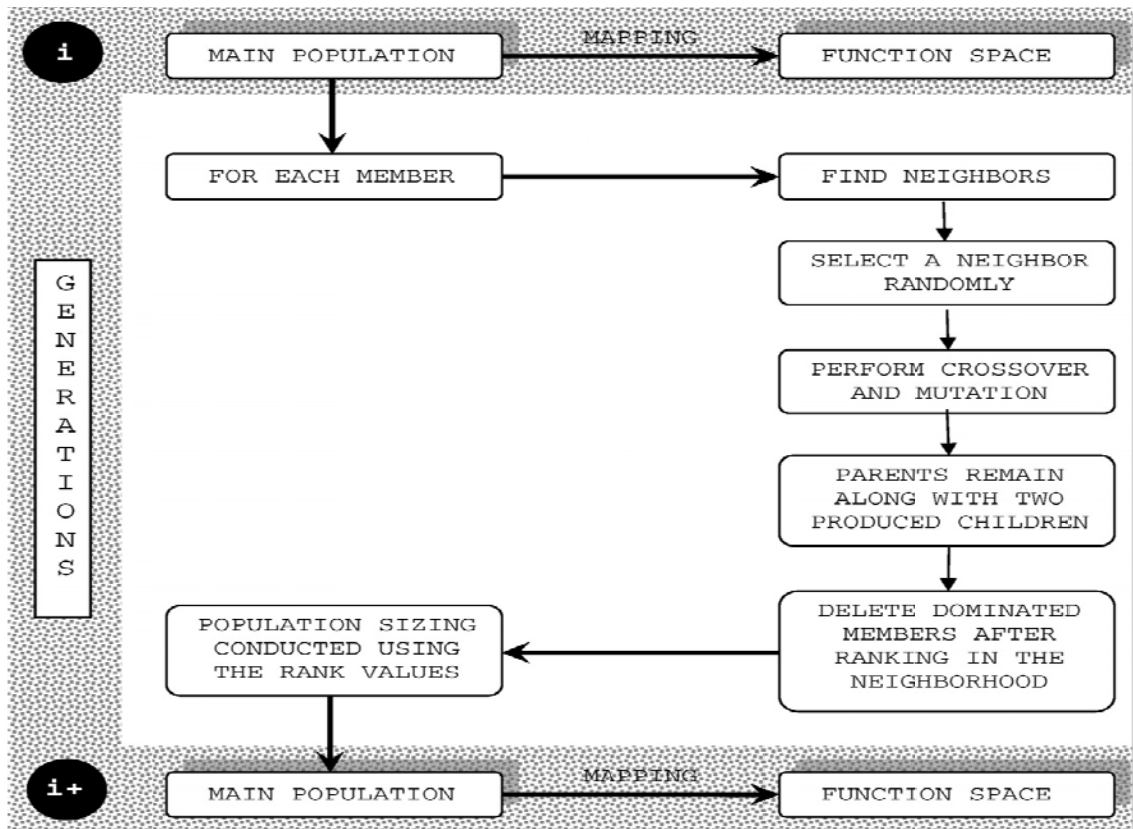 i
MAIN POPULATION
MAPPING
FUNCTION SPACE
FOR EACH MEMBER
FIND NEIGHBORS
SELECT A NEIGHBOR
RANDOMLY
PERFORM CROSSOVER
AND MUTATION
PARENTS REMAIN
ALONG WITH TWO
PRODUCED CHILDREN
DELETE DOMINATED
MEMBERS AFTER
RANKING IN THE
NEIGHBORHOOD
POPULATION SIZING
CONDUCTED USING
THE RANK VALUES
GENERATIONS
i+
MAIN POPULATION
MAPPING
FUNCTION SPACE